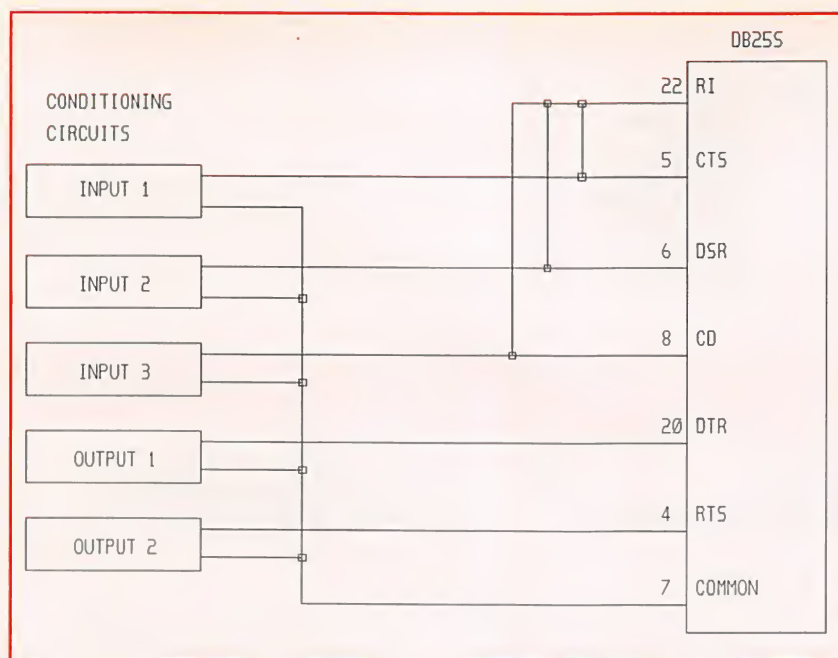 DB25S
CONDITIONING
CIRCUITS
INPUT 1
INPUT 2
INPUT 3
OUTPUT 1
OUTPUT 2
22 RI
5 CTS
6 DSR
8 CD
20 DTR
4 RTS
7 COMMON